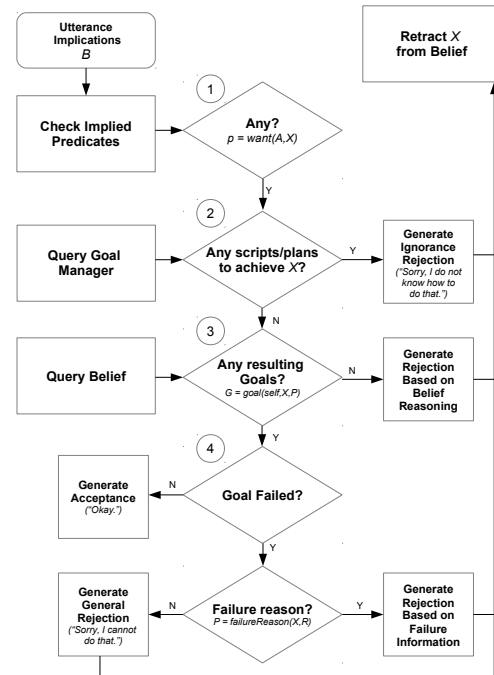 Utterance
Implications
B
Retract X
from Belief
1
Check Implied
Predicates
Any?
p = want(A,X)
Y
2
Query Goal
Manager
Any scripts/plans
to achieve X?
Y
Generate
Ignorance
Rejection
("Sorry, I do not
know how to
do that.")
N
3
Query Belief
Any resulting
Goals?
G = goal(self,X,P)
N
Generate
Rejection
Based on
Belief
Reasoning
Y
4
Generate
Acceptance
("Okay.")
N
Goal Failed?
Y
Generate
General
Rejection
("Sorry, I cannot
do that.")
N
Failure reason?
P = failureReason(X,R)
Y
Generate
Rejection
Based on
Failure
Information